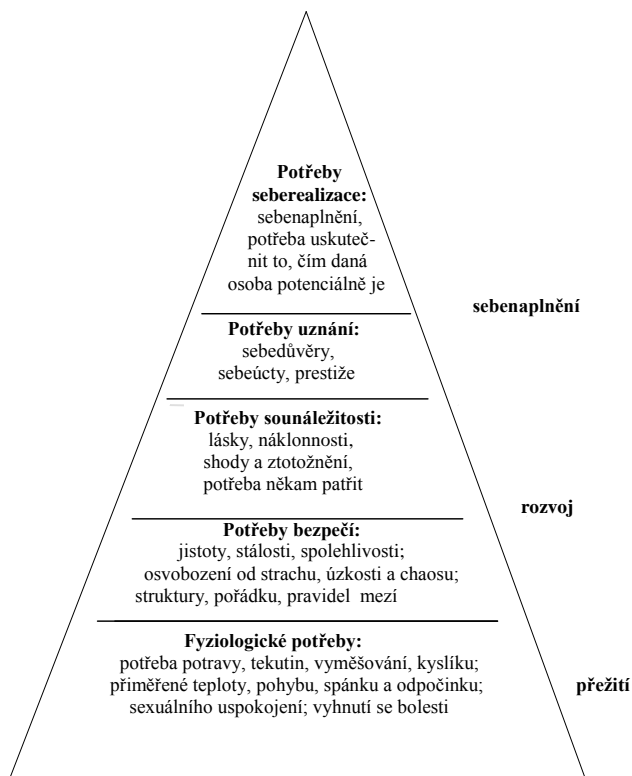 Potřeby
seberealizace:
sebenaplnění,
potřeba uskuteč-
nit to, čím daná
osoba potenciálně je
sebenaplnění
Potřeby uznání:
sebedůvěry,
sebeúcty, prestiže
Potřeby sounáležitosti:
lásky, náklonnosti,
shody a ztotožnění,
potřeba někam patřit
rozvoj
Potřeby bezpečí:
jistoty, stálosti, spolehlivosti;
osvobození od strachu, úzkosti a chaosu;
struktury, pořádku, pravidel mezí
Fyziologické potřeby:
potřeba potravy, tekutin, vyměšování, kyslíku;
přiměřené teploty, pohybu, spánku a odpočinku;
přežití
sexuálního uspokojení; vyhnutí se bolesti